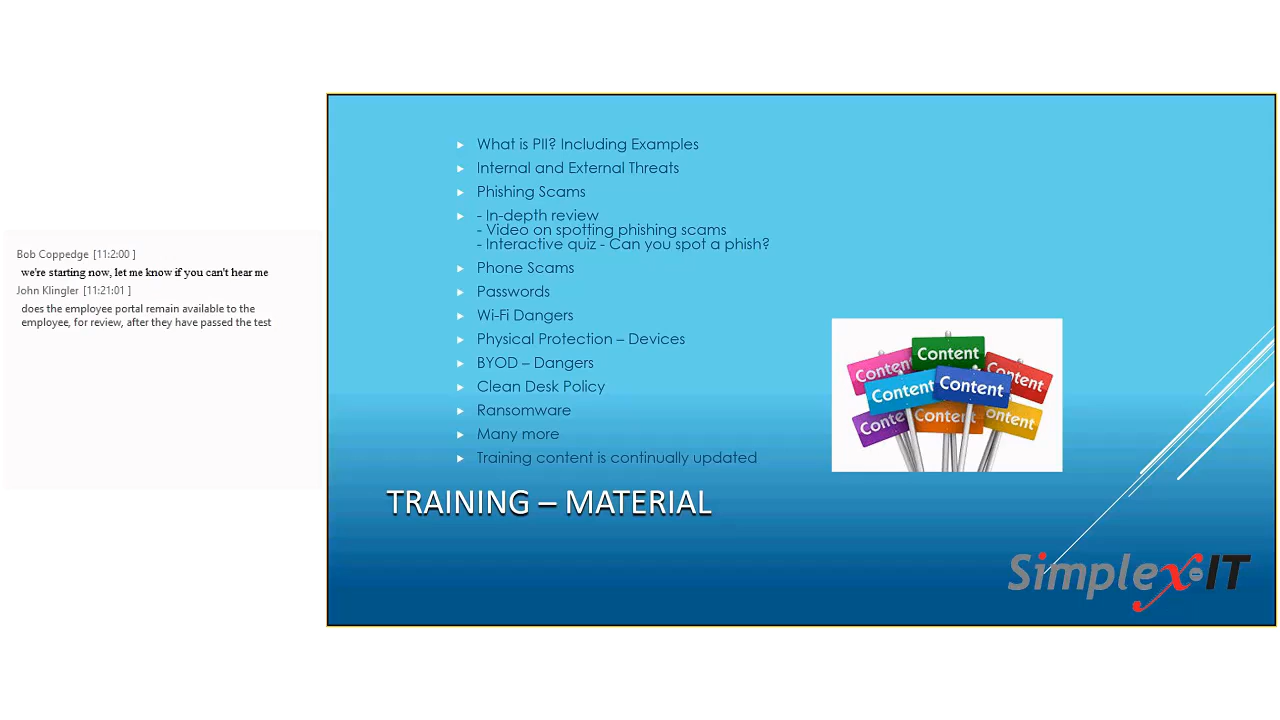 Bob Coppedge [11:2:00 ]
we're starting now, let me know if you can't hear me
John Klingler [11:21:01 ]
does the employee portal remain available to the
employee, for review, after they have passed the test
What is PII? Including Examples
Internal and External Threats
Phishing Scams
- In-depth review
- Video on spotting phishing scams
- Interactive quiz - Can you spot a phish?
Phone Scams
Passwords
Wi-Fi Dangers
Physical Protection – Devices
BYOD – Dangers
Clean Desk Policy
Ransomware
Many more
Training content is continually updated
Content
Content
Content
Content
Content
Conte
Content
ontent
TRAINING – MATERIAL
Simplex-IT